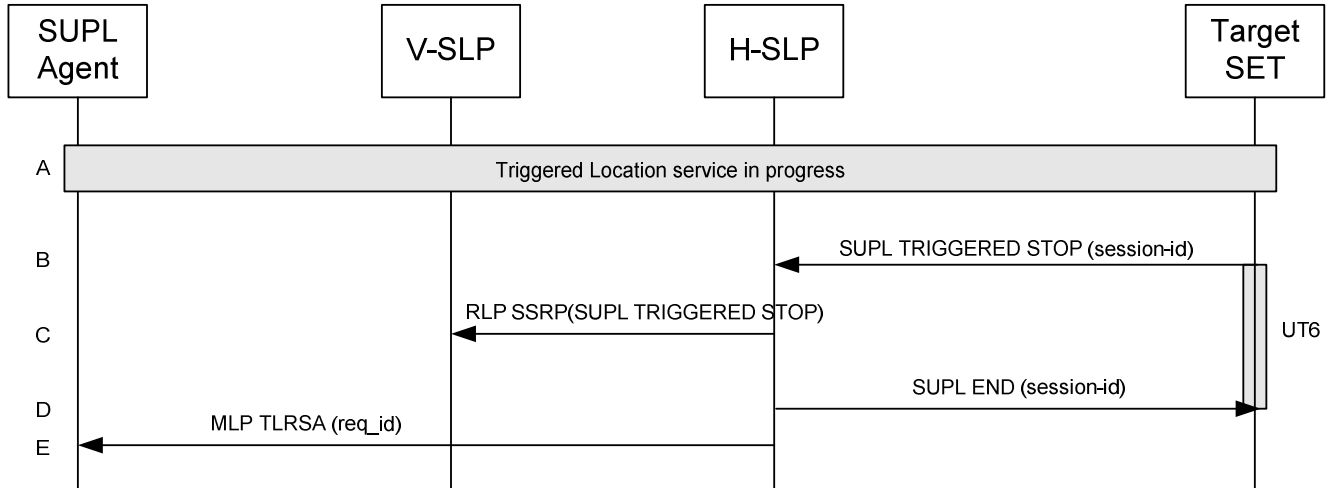 SUPL
Agent
V-SLP
H-SLP
Target
SET
A
Triggered Location service in progress
B
SUPL TRIGGERED STOP (session-id)
C
RLP SSRP(SUPL TRIGGERED STOP)
UT6
D
SUPL END (session-id)
MLP TLRSA (req_id)
E